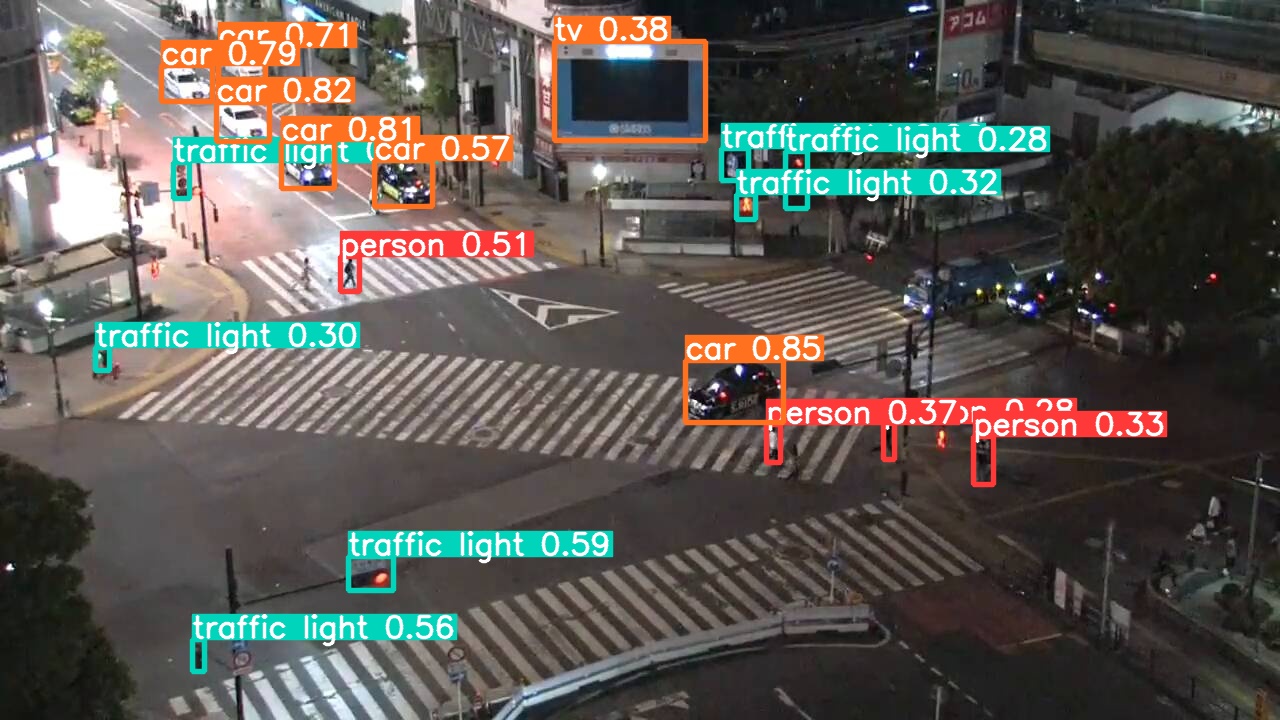 car 0.71
car 0.79
tv 0.38
car 0.82
car 0.81
car 0.57
traffic light
traffic light 0.28
traffic light 0.32
person 0.51
traffic light 0.30
car 0.85
person 0.37
0.28
person 0.33
traffic light 0.59
traffic light 0.56
アコム